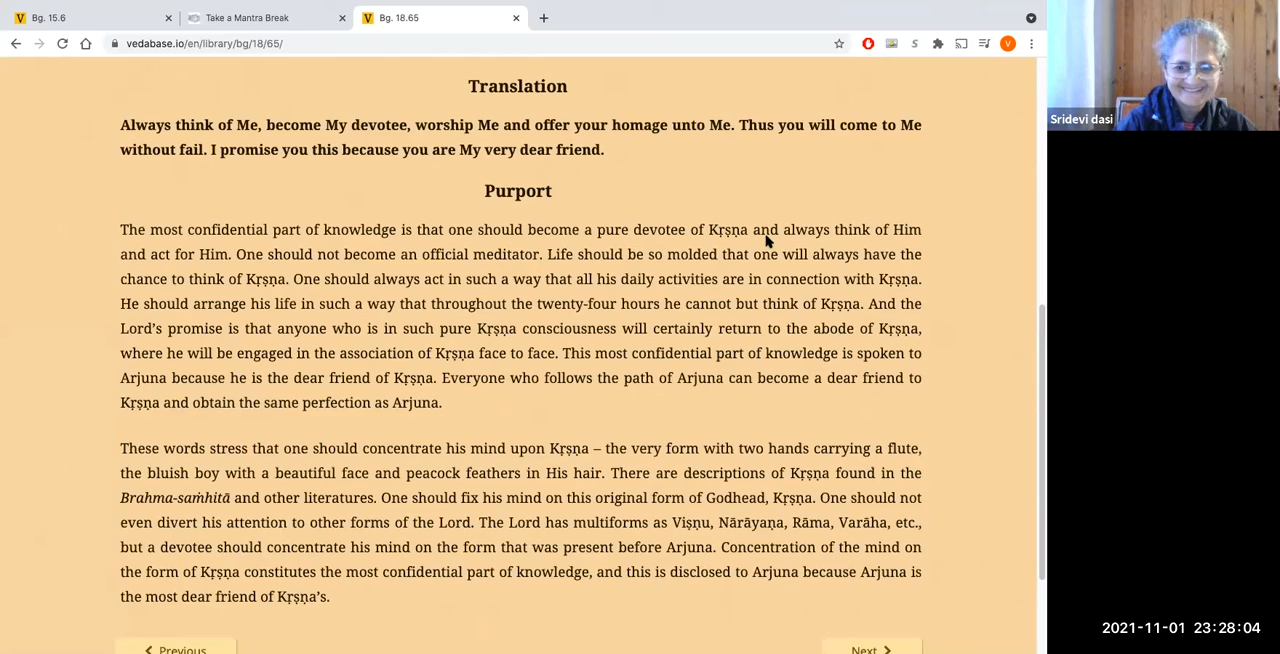 Bg. 15.6
Take a Mantra Break
Bg. 18.65
vedabase.io/en/library/bg/18/65/
Translation
Always think of Me, become My devotee, worship Me and offer your homage unto Me. Thus you will come to Me
without fail. I promise you this because you are My very dear friend.
Purport
The most confidential part of knowledge is that one should become a pure devotee of Kṛṣṇa and always think of Him
and act for Him. One should not become an official meditator. Life should be so molded that one will always have the
chance to think of Kṛṣṇa. One should always act in such a way that all his daily activities are in connection with Kṛṣṇa.
He should arrange his life in such a way that throughout the twenty-four hours he cannot but think of Kṛṣṇa. And the
Lord’s promise is that anyone who is in such pure Kṛṣṇa consciousness will certainly return to the abode of Kṛṣṇa,
where he will be engaged in the association of Kṛṣṇa face to face. This most confidential part of knowledge is spoken to
Arjuna because he is the dear friend of Kṛṣṇa. Everyone who follows the path of Arjuna can become a dear friend to
Kṛṣṇa and obtain the same perfection as Arjuna.
These words stress that one should concentrate his mind upon Kṛṣṇa – the very form with two hands carrying a flute,
the bluish boy with a beautiful face and peacock feathers in His hair. There are descriptions of Kṛṣṇa found in the
Brahma-saṁhitā and other literatures. One should fix his mind on this original form of Godhead, Kṛṣṇa. One should not
even divert his attention to other forms of the Lord. The Lord has multiforms as Viṣṇu, Nārāyaṇa, Rāma, Varāha, etc.,
but a devotee should concentrate his mind on the form that was present before Arjuna. Concentration of the mind on
the form of Kṛṣṇa constitutes the most confidential part of knowledge, and this is disclosed to Arjuna because Arjuna is
the most dear friend of Kṛṣṇa’s.
Previous
Next
Sridevi dasi
2021-11-01 23:28:04